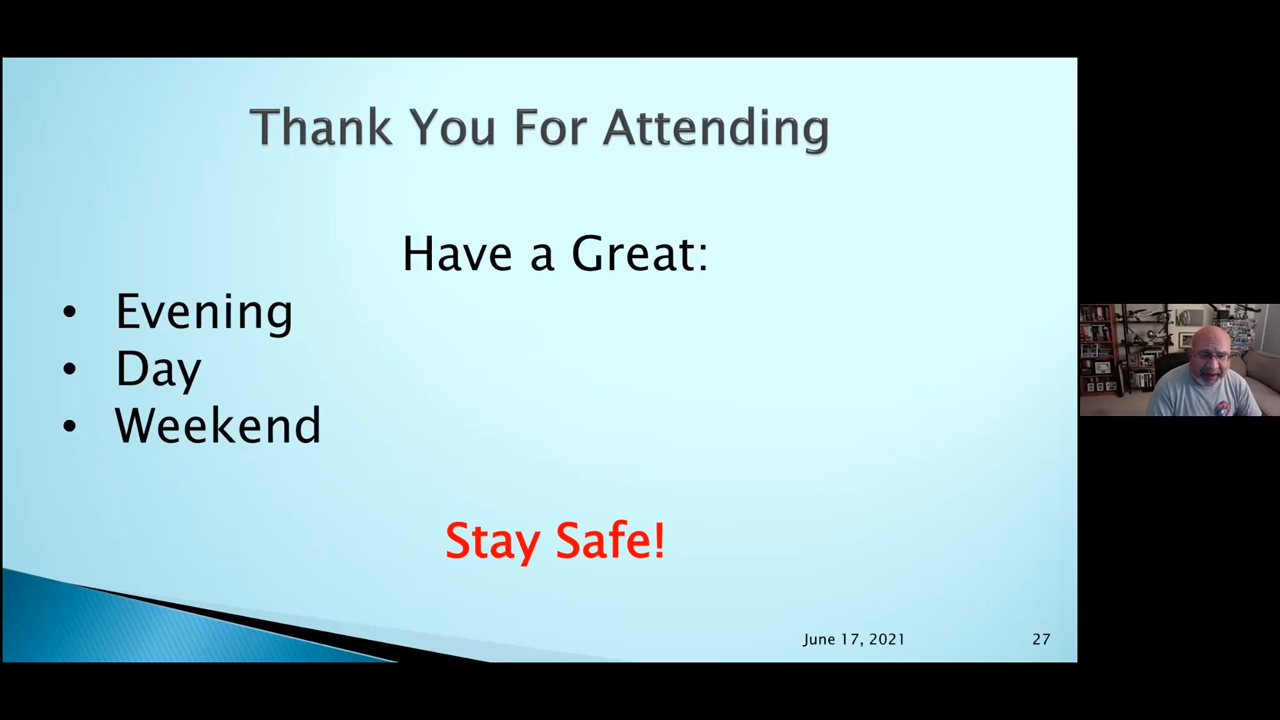 Thank You For Attending
Have a Great:
• Evening
• Day
• Weekend
Stay Safe!
June 17, 2021
27